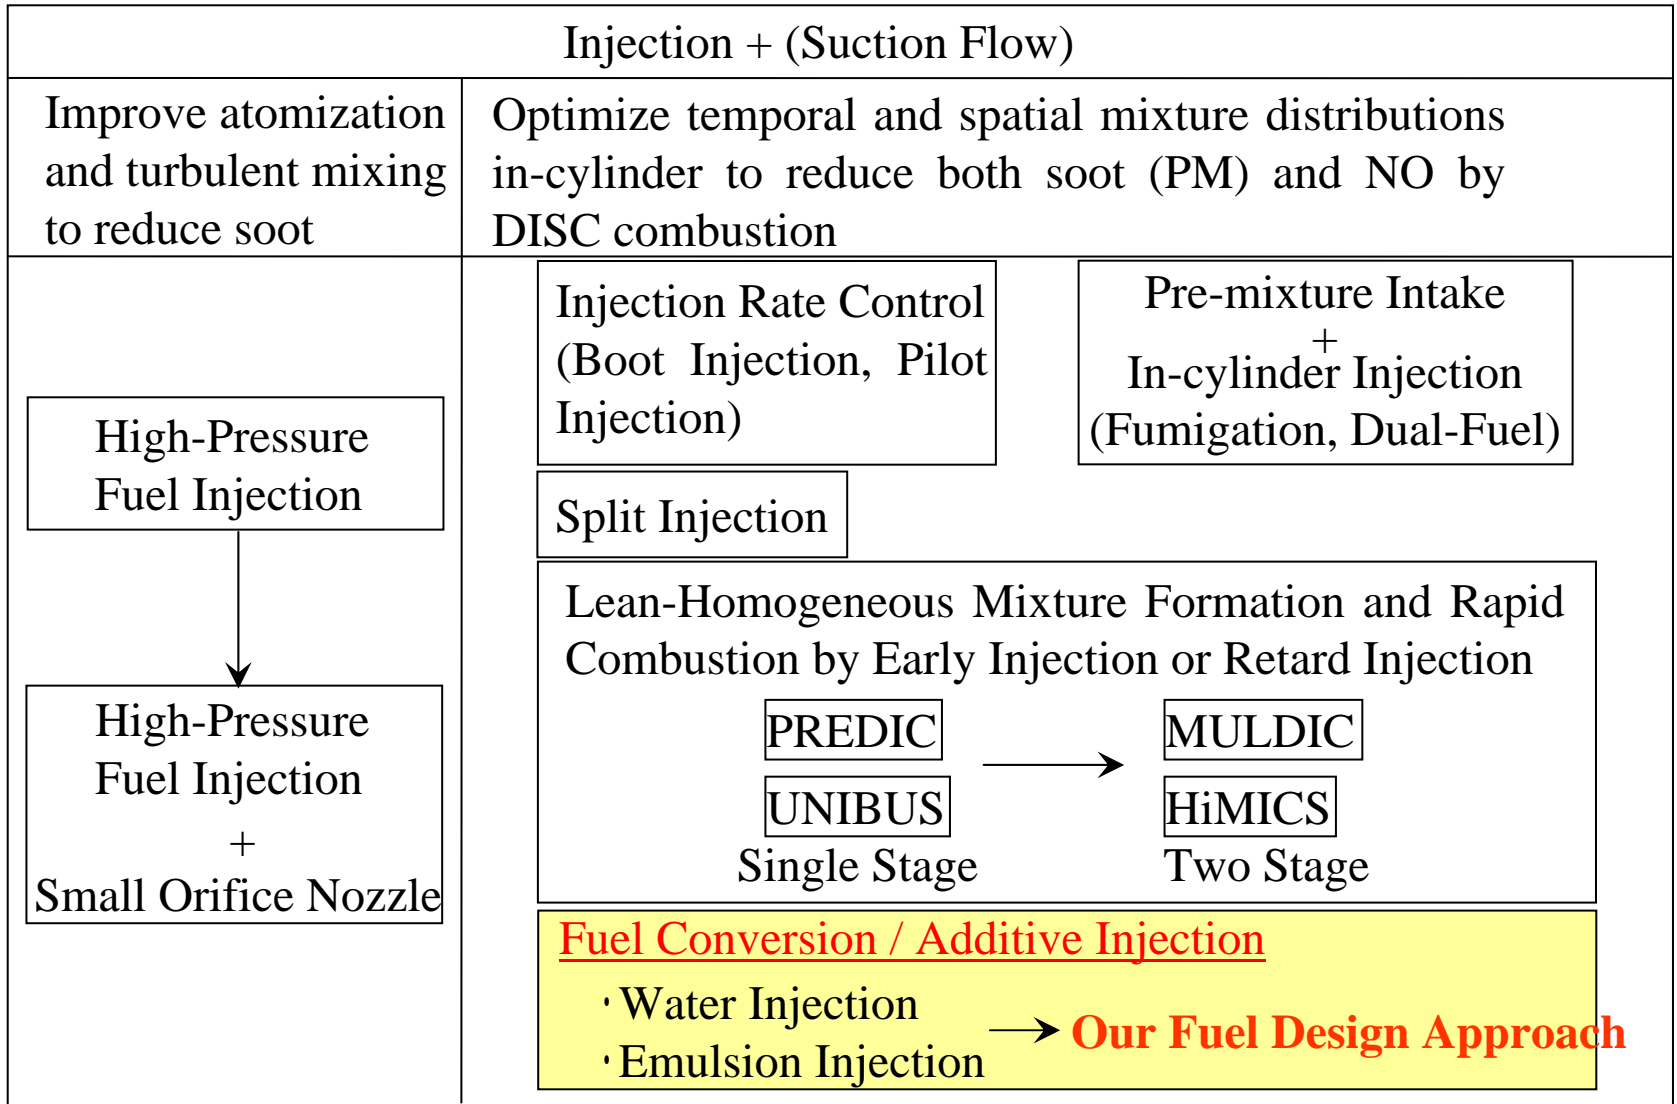 Injection + (Suction Flow)
Improve atomization
and turbulent mixing
to reduce soot
Optimize temporal and spatial mixture distributions
in-cylinder to reduce both soot (PM) and NO by
DISC combustion
High-Pressure
Fuel Injection
High-Pressure
Fuel Injection
+
Small Orifice Nozzle
Injection Rate Control
(Boot Injection, Pilot
Injection)
Pre-mixture Intake
+
In-cylinder Injection
(Fumigation, Dual-Fuel)
Split Injection
Lean-Homogeneous Mixture Formation and Rapid
Combustion by Early Injection or Retard Injection
PREDIC
UNIBUS
Single Stage
MULDIC
HiMICS
Two Stage
Fuel Conversion / Additive Injection
・Water Injection
・Emulsion Injection
Our Fuel Design Approach